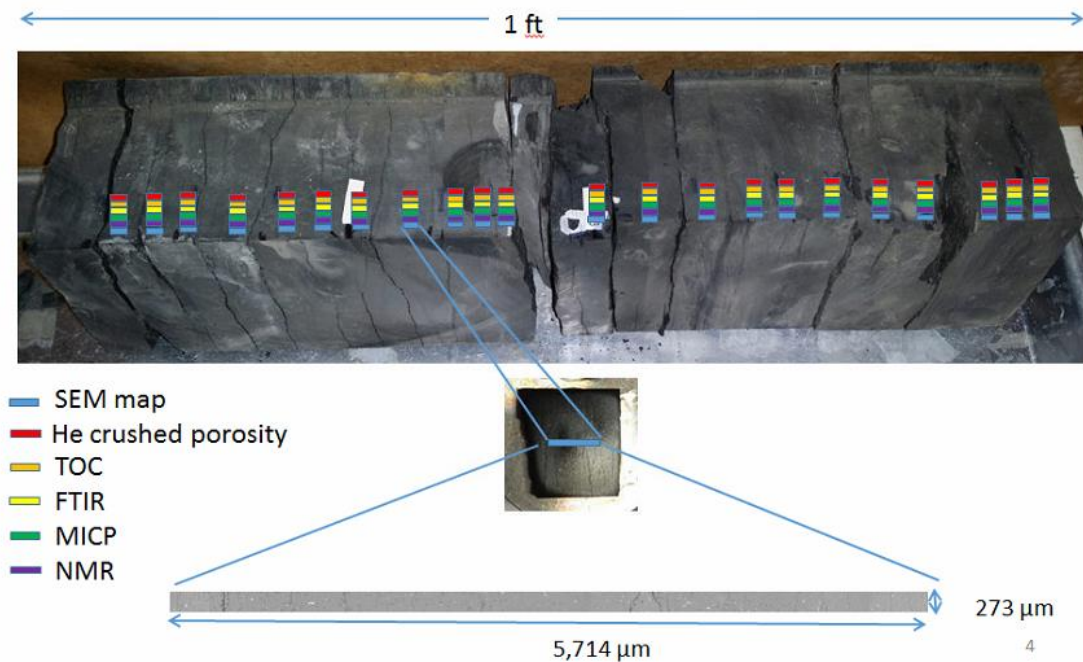 1 ft
SEM map
He crushed porosity
TOC
FTIR
MICP
NMR
273 µm
5,714 µm
4